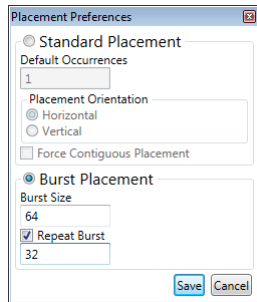 Placement Preferences
Standard Placement
Default Occurrences
1
Placement Orientation
Horizontal
Vertical
Force Contiguous Placement
Burst Placement
Burst Size
64
Repeat Burst
32
Save Cancel